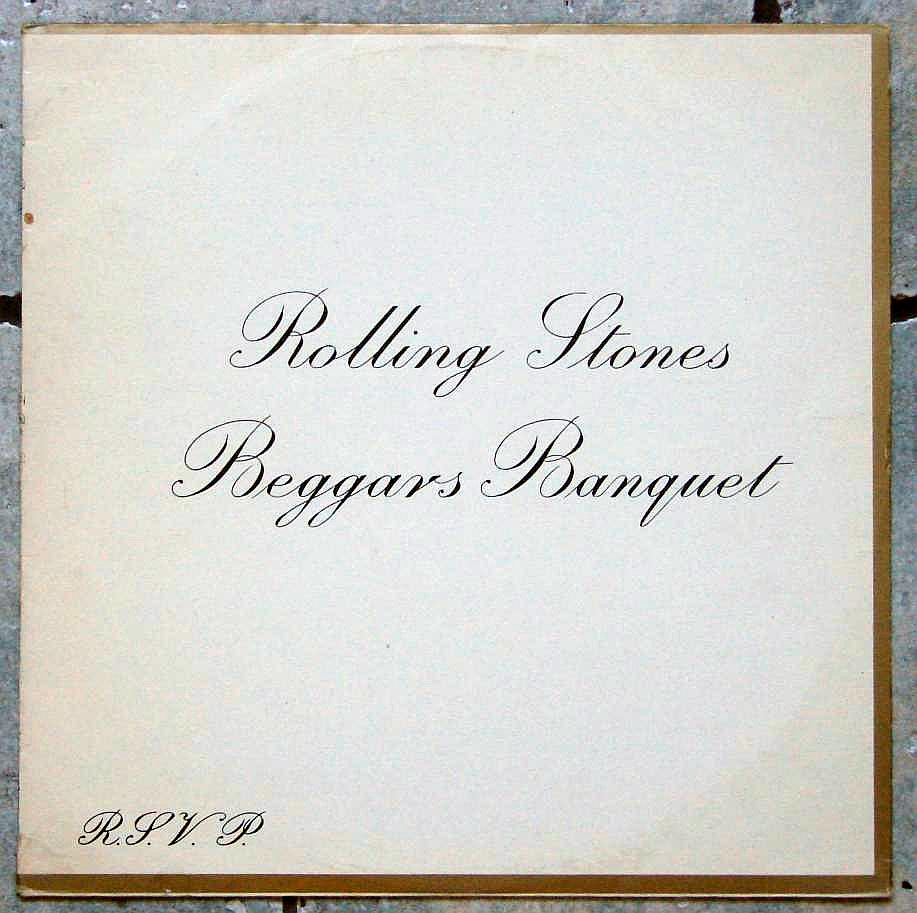 Rolling Stones
Beggars Banquet
R.S.V.P.